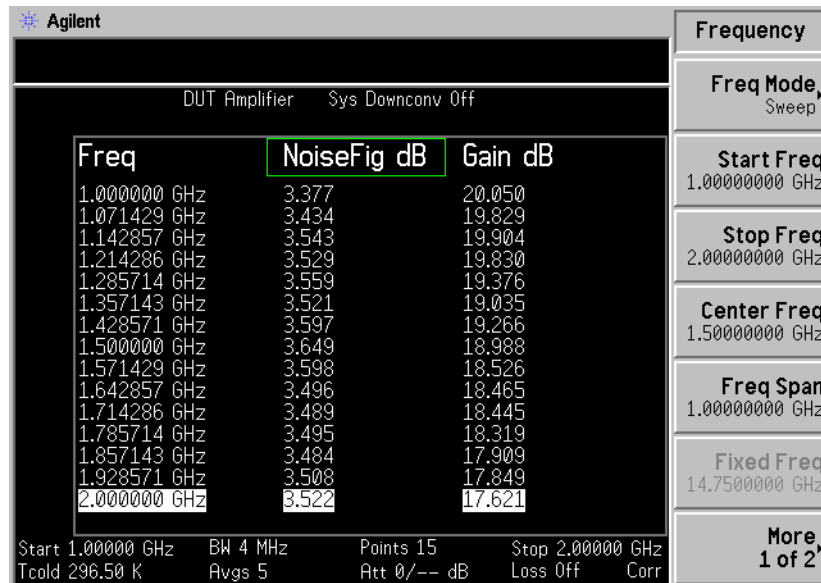 Agilent
Frequency
DUT Amplifier Sys Downconv Off
Freq Mode
Sweep
Freq NoiseFig dB Gain dB
1.000000 GHz 3.377 20.050
1.071429 GHz 3.434 19.829
1.142857 GHz 3.543 19.904
1.214286 GHz 3.529 19.830
1.285714 GHz 3.559 19.376
1.357143 GHz 3.521 19.035
1.428571 GHz 3.597 19.266
1.500000 GHz 3.649 18.988
1.571429 GHz 3.598 18.526
1.642857 GHz 3.496 18.465
1.714286 GHz 3.489 18.445
1.785714 GHz 3.495 18.319
1.857143 GHz 3.484 17.909
1.928571 GHz 3.508 17.849
2.000000 GHz 3.522 17.621
Start 1.00000 GHz BW 4 MHz Points 15 Stop 2.00000 GHz
Tcold 296.50 K Avgs 5 Att 0/-- dB Loss Off Corr
Start Freq
1.00000000 GHz
Stop Freq
2.00000000 GHz
Center Freq
1.50000000 GHz
Freq Span
1.00000000 GHz
Fixed Freq
14.7500000 GHz
More
1 of 2